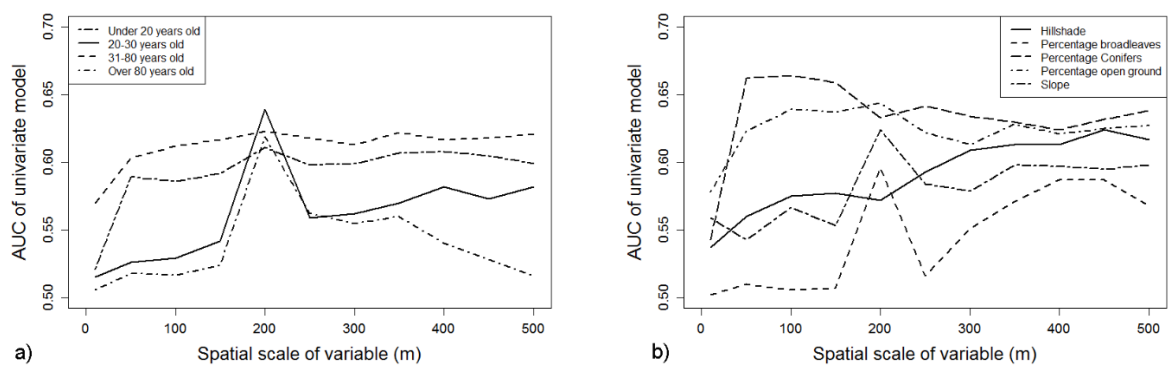 Under 20 years old
20-30 years old
31-80 years old
Over 80 years old
AUC of univariate model
0.70
0.65
0.60
0.55
0.50
0 100 200 300 400 500
Spatial scale of variable (m)
a)
Hillshade
Percentage broadleaves
Percentage Conifers
Percentage open ground
Slope
AUC of univariate model
0.70
0.65
0.60
0.55
0.50
0 100 200 300 400 500
Spatial scale of variable (m)
b)